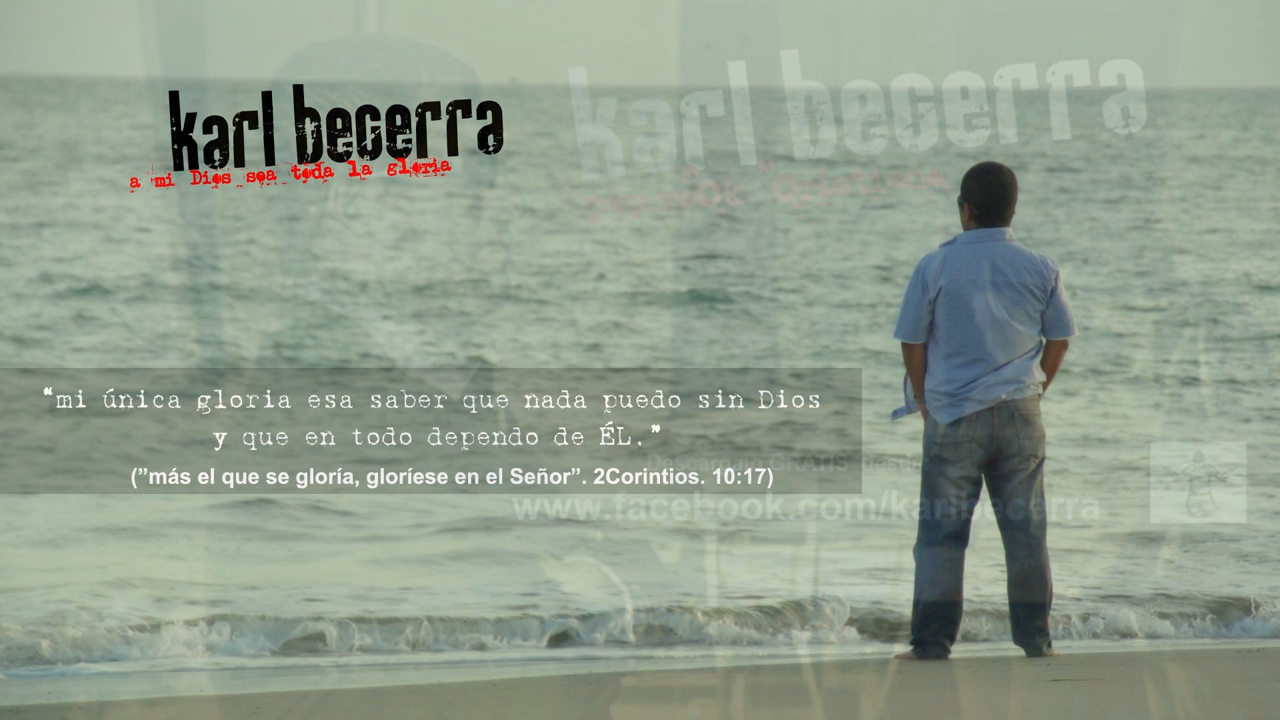 karl becerra
a mi Dios sea toda la gloria
karl becerra
“mi única gloria esa saber que nada puedo sin Dios
y que en todo dependo de ÉL.”
(”más el que se gloría, gloríese en el Señor”. 2Corintios. 10:17)
www.facebook.com/karlbecerra